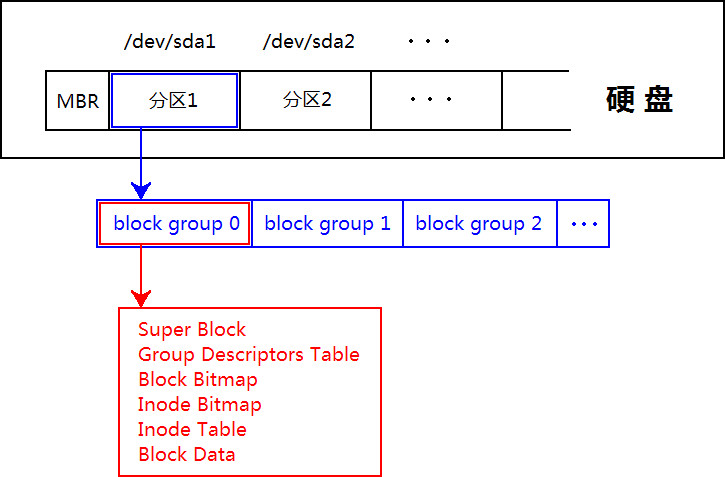 /dev/sda1 /dev/sda2 ···
MBR 分区1 分区2 ··· 硬 盘
block group 0 block group 1 block group 2 ···
Super Block
Group Descriptors Table
Block Bitmap
Inode Bitmap
Inode Table
Block Data